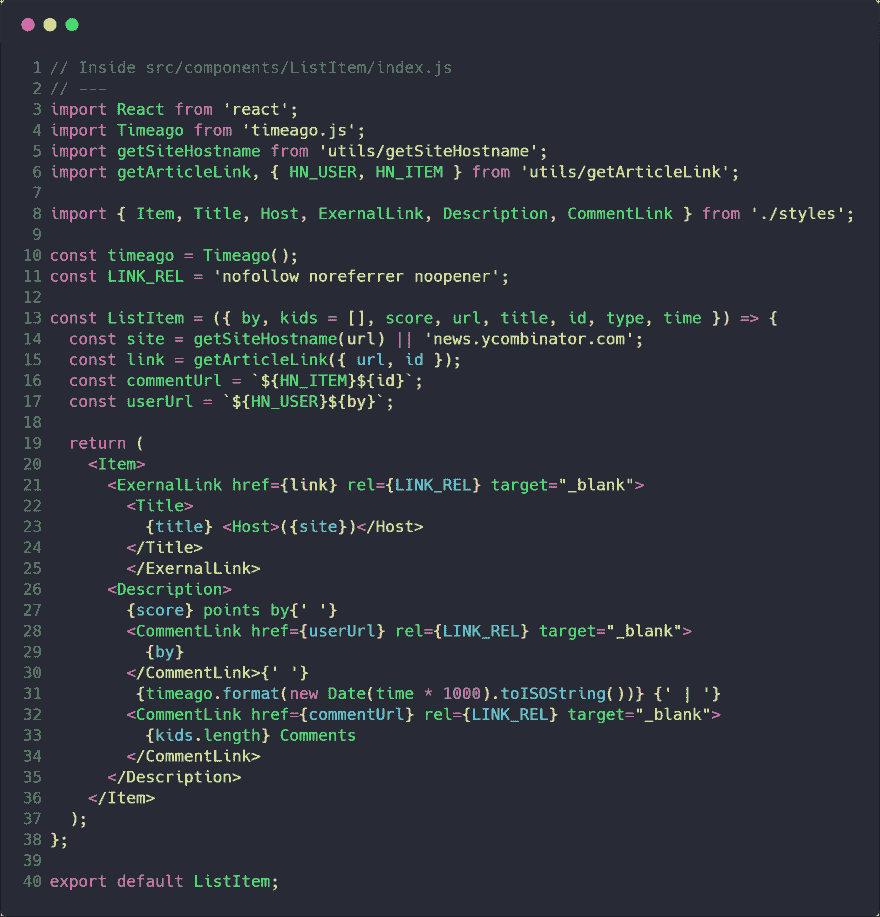 1 // Inside src/components/ListItem/index.js
2 // ---
3 import React from 'react';
4 import Timeago from 'timeago.js';
5 import getSiteHostname from 'utils/getSiteHostname';
6 import getArticleLink, { HN_USER, HN_ITEM } from 'utils/getArticleLink';
7
8 import { Item, Title, Host, ExernalLink, Description, CommentLink } from './styles';
9
10 const timeago = Timeago();
11 const LINK_REL = 'nofollow noreferrer noopener';
12
13 const ListItem = ({ by, kids = [], score, url, title, id, type, time }) => {
14   const site = getSiteHostname(url) || 'news.ycombinator.com';
15   const link = getArticleLink({ url, id });
16   const commentUrl = `${HN_ITEM}${id}`;
17   const userUrl = `${HN_USER}${by}`;
18
19   return (
20     <Item>
21       <ExernalLink href={link} rel={LINK_REL} target="_blank">
22         <Title>
23           {title} <Host>({site})</Host>
24         </Title>
25         </ExernalLink>
26       <Description>
27         {score} points by{' '}
28         <CommentLink href={userUrl} rel={LINK_REL} target="_blank">
29           {by}
30         </CommentLink>{' '}
31          {timeago.format(new Date(time * 1000).toISOString())} {' | '}
32         <CommentLink href={commentUrl} rel={LINK_REL} target="_blank">
33           {kids.length} Comments
34         </CommentLink>
35       </Description>
36     </Item>
37   );
38 };
39
40 export default ListItem;